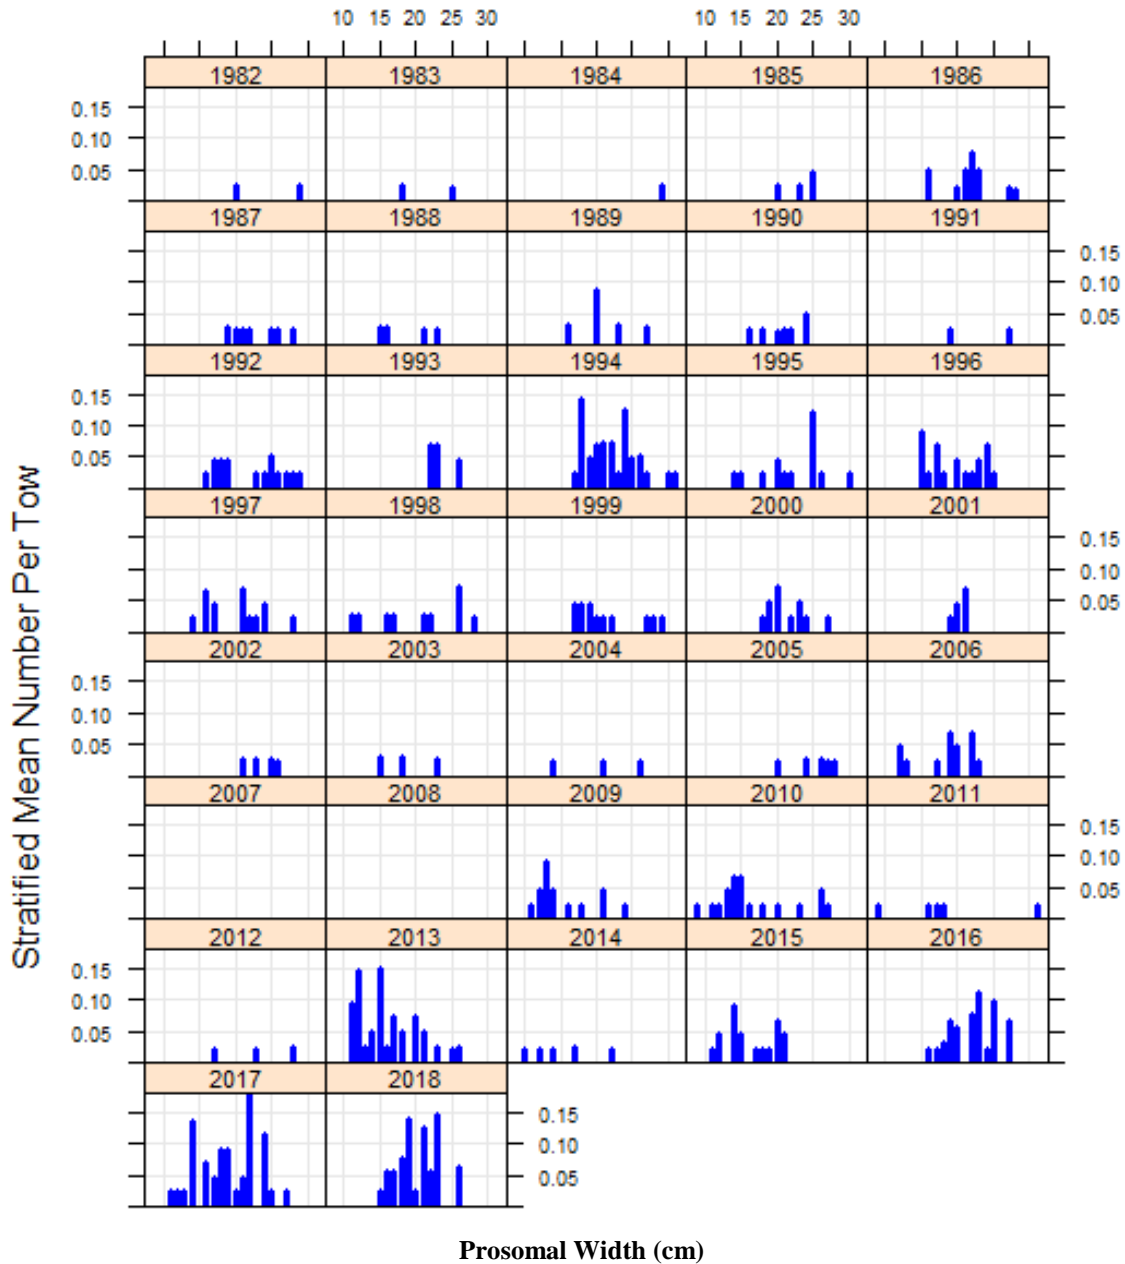 10 15 20 25 30 10 15 20 25 30
1982 1983 1984 1985 1986
0.15
0.10
0.05
1987 1988 1989 1990 1991
0.15
0.10
0.05
1992 1993 1994 1995 1996
0.15
0.10
0.05
1997 1998 1999 2000 2001
0.15
0.10
0.05
2002 2003 2004 2005 2006
0.15
0.10
0.05
2007 2008 2009 2010 2011
0.15
0.10
0.05
2012 2013 2014 2015 2016
0.15
0.10
0.05
2017 2018
0.15
0.10
0.05
Stratified Mean Number Per Tow
Prosomal Width (cm)